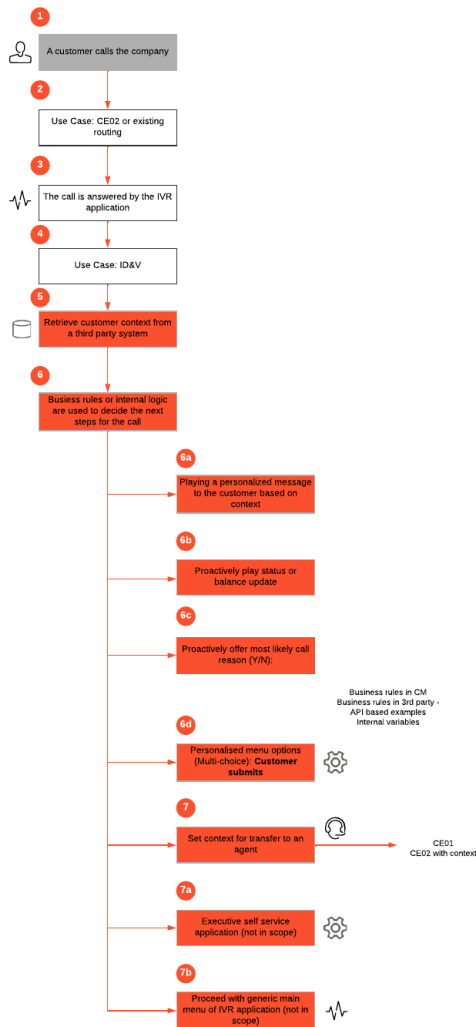 1
A customer calls the company
2
Use Case: CE02 or existing
routing
3
The call is answered by the IVR
application
4
Use Case: ID&V
5
Retrieve customer context from
a third party system
6
Busiess rules or internal logic
are used to decide the next
steps for the call
6a
Playing a personalized message
to the customer based on
context
6b
Proactively play status or
balance update
6c
Proactively offer most likely call
reason (Y/N):
Business rules in CM
Business rules in 3rd party -
API based examples
Internal variables
6d
Personalised menu options
(Multi-choice): Customer
submits
7
Set context for transfer to an
agent
CE01
CE02 with context
7a
Executive self service
application (not in scope)
7b
Proceed with generic main
menu of IVR application (not in
scope)